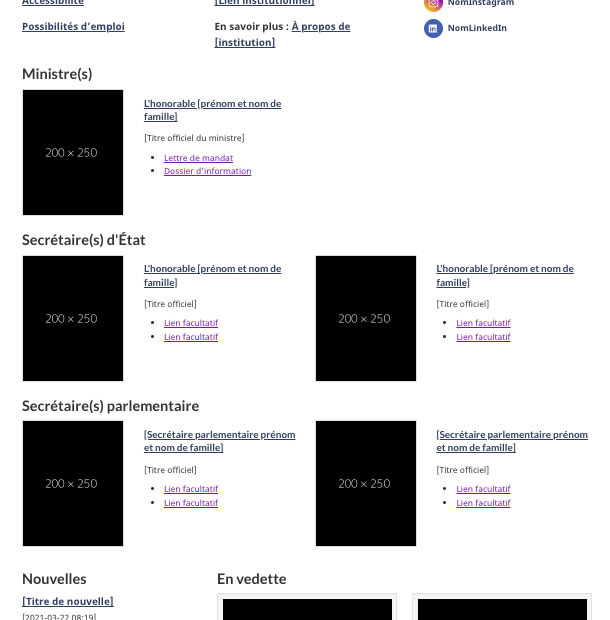 Accessibilité
[Lien institutionnel]
NomInstagram
Possibilités d'emploi
En savoir plus : À propos de
[institution]
NomLinkedIn
Ministre(s)
200 × 250
L'honorable [prénom et nom de
famille]
[Titre officiel du ministre]
Lettre de mandat
Dossier d'information
Secrétaire(s) d'État
200 × 250
L'honorable [prénom et nom de
famille]
[Titre officiel]
Lien facultatif
Lien facultatif
200 × 250
L'honorable [prénom et nom de
famille]
[Titre officiel]
Lien facultatif
Lien facultatif
Secrétaire(s) parlementaire
200 × 250
[Secrétaire parlementaire prénom
et nom de famille]
[Titre officiel]
Lien facultatif
Lien facultatif
200 × 250
[Secrétaire parlementaire prénom
et nom de famille]
[Titre officiel]
Lien facultatif
Lien facultatif
Nouvelles
[Titre de nouvelle]
[2021-03-22 08:19]
En vedette